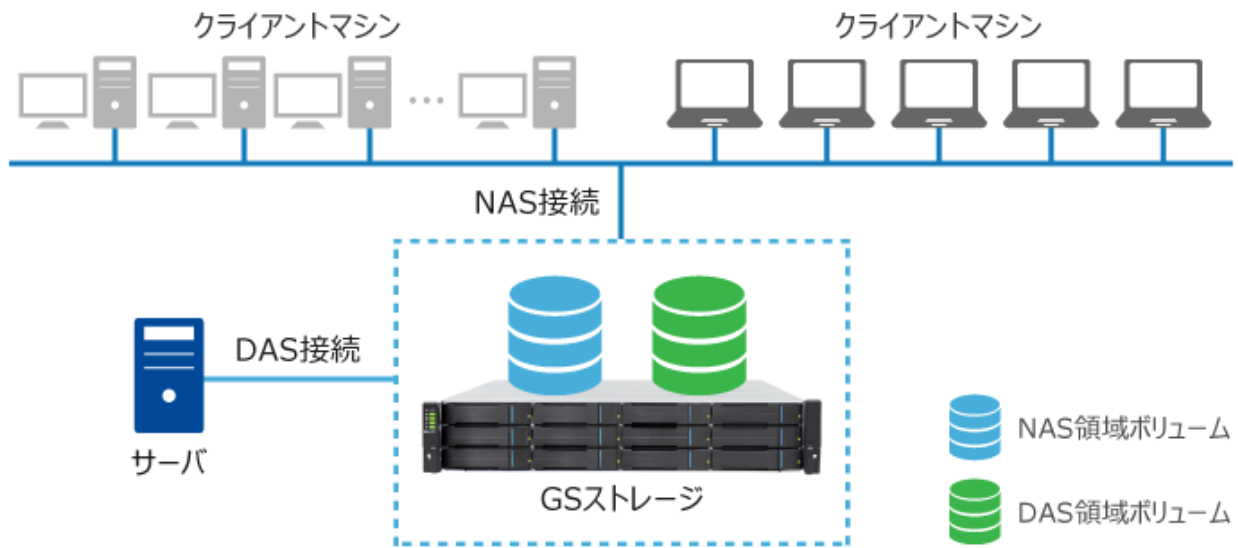 クライアントマシン
クライアントマシン
NAS接続
DAS接続
サーバ
GSストレージ
NAS領域ボリューム
DAS領域ボリューム